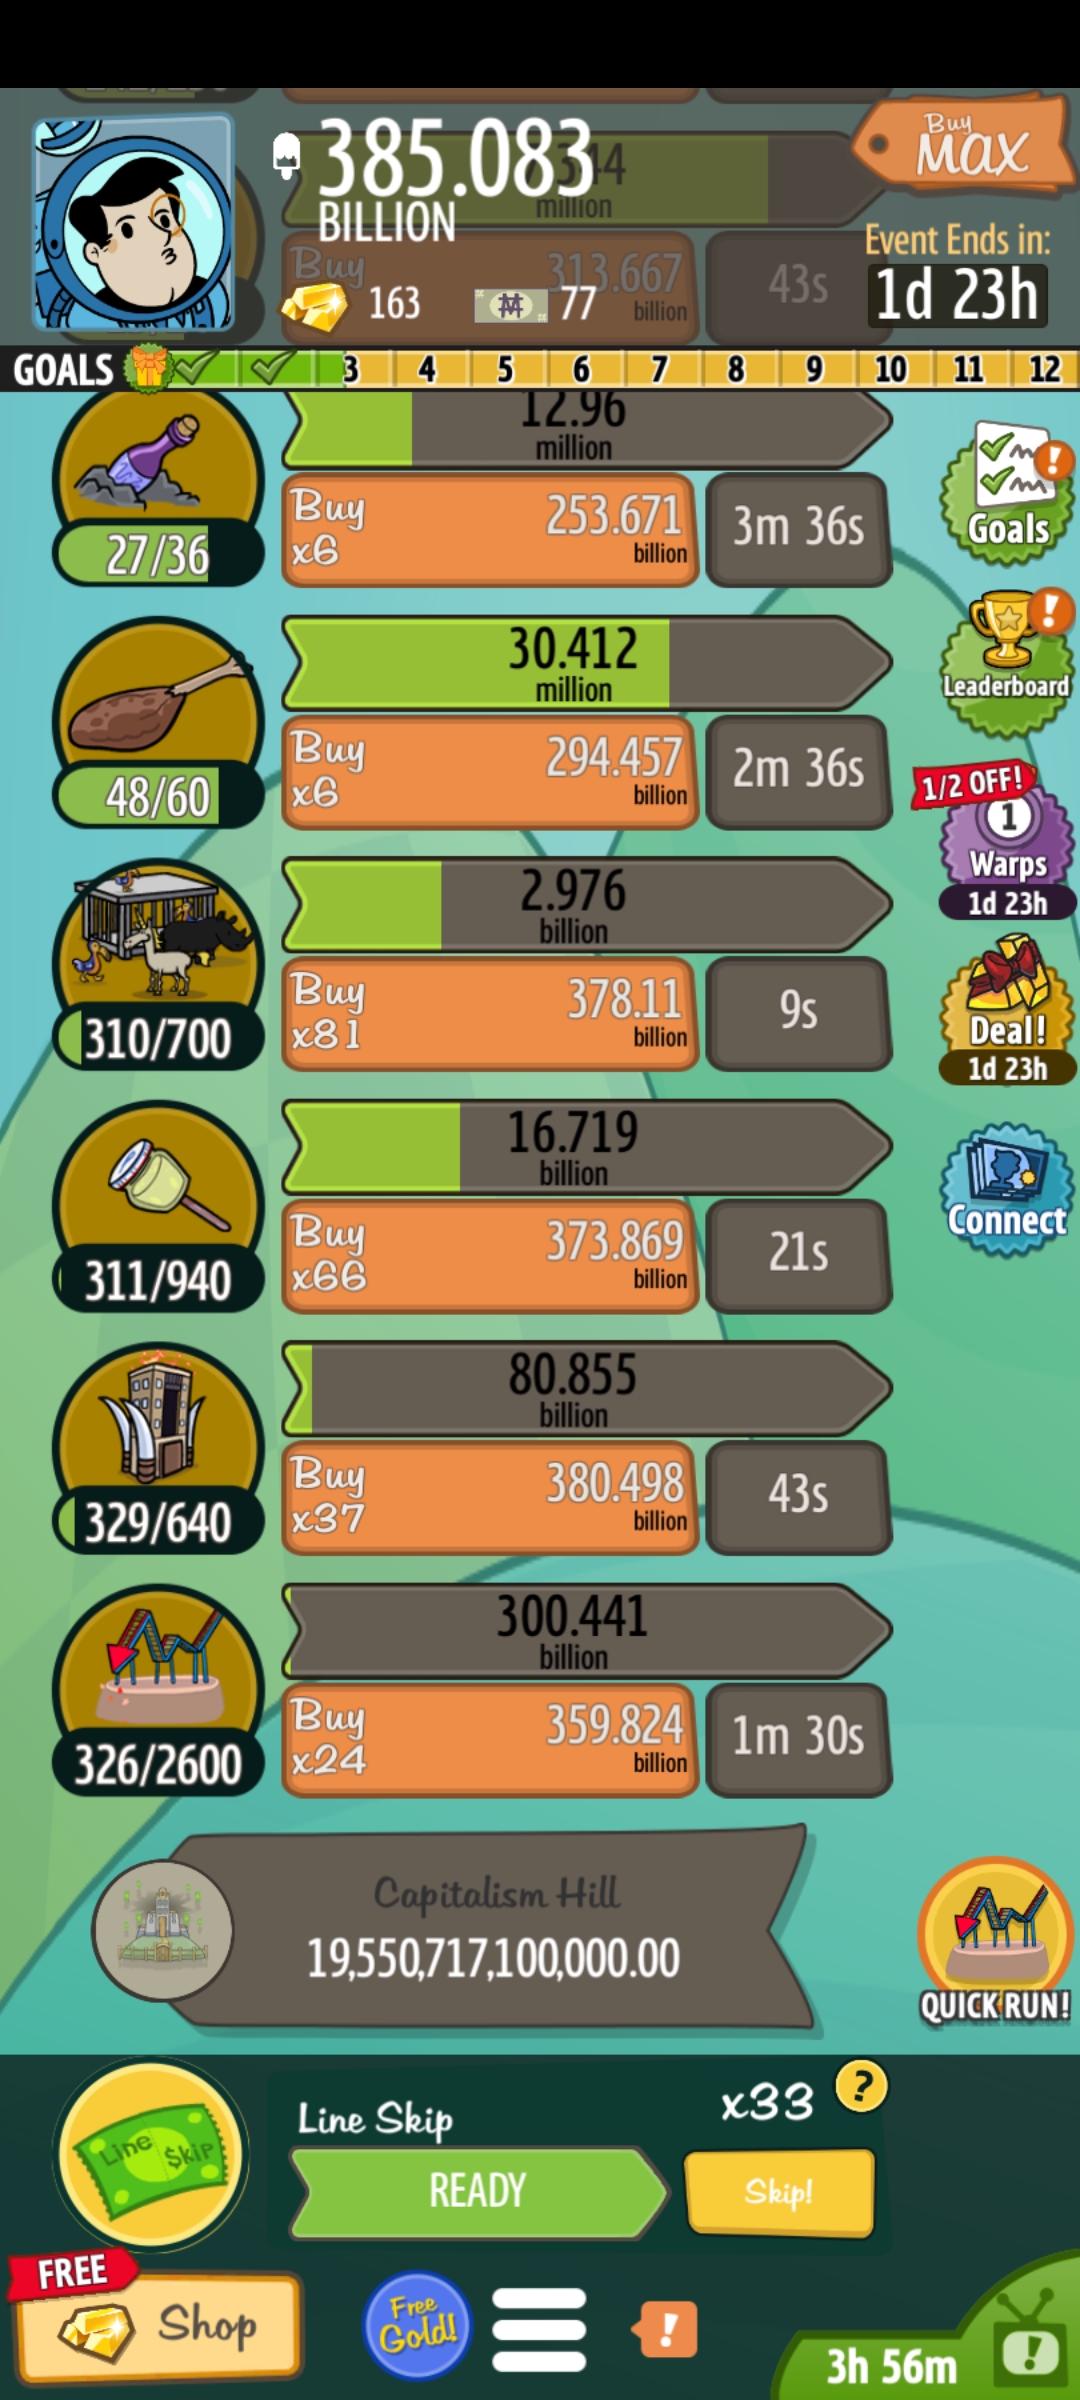 385.083
BILLION
Buy
MAX
344
million
Event Ends in:
1d 23h
Buy
313.667
billion
43s
163
77
GOALS
3 4 5 6 7 8 9 10 11 12
12.96
million
27/36
Buy
x6
253.671
billion
3m 36s
Goals
30.412
million
48/60
Buy
x6
294.457
billion
2m 36s
Leaderboard
1/2 OFF!
1
Warps
1d 23h
2.976
billion
310/700
Buy
x81
378.11
billion
9s
Deal!
1d 23h
16.719
billion
311/940
Buy
x66
373.869
billion
21s
Connect
80.855
billion
329/640
Buy
x37
380.498
billion
43s
300.441
billion
326/2600
Buy
x24
359.824
billion
1m 30s
Capitalism Hill
19,550,717,100,000.00
QUICK RUN!
Line $kip
Line Skip
x33
?
READY
Skip!
FREE
Shop
Free
Gold!
!
3h 56m
!